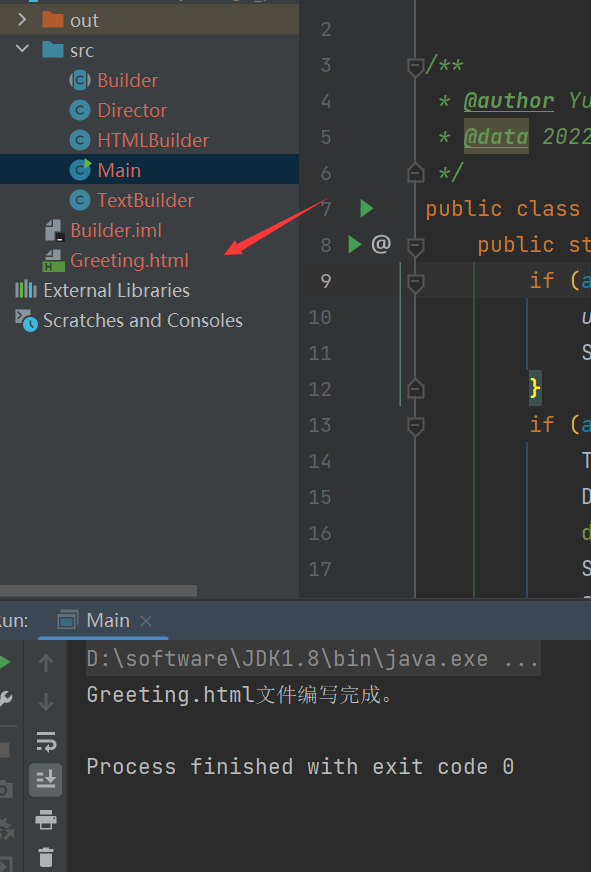 out
src
Builder
Director
HTMLBuilder
Main
TextBuilder
Builder.iml
Greeting.html
External Libraries
Scratches and Consoles
2
3 /**
4 * @author Yu
5 * @data 2022
6 */
7 public class
8 @ public st
9 if (a
10 u
11 S
12 }
13 if (a
14 T
15 D
16 d
17 S
un: Main
D:\software\JDK1.8\bin\java.exe ...
Greeting.html文件编写完成。
Process finished with exit code 0